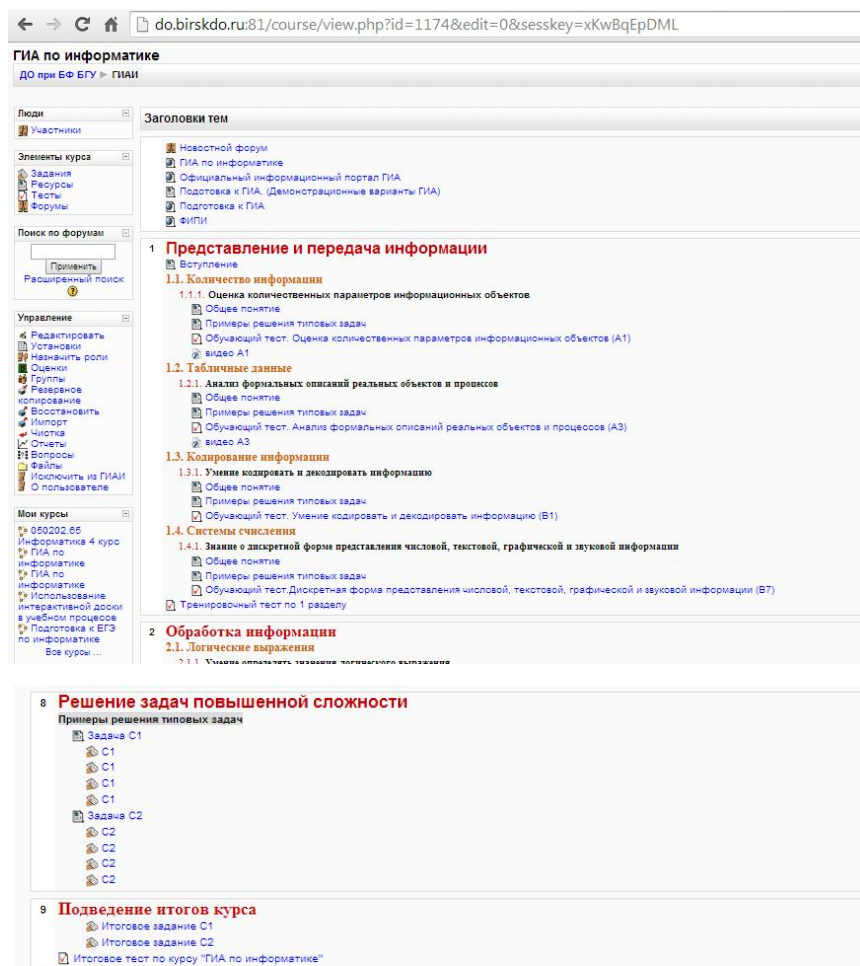 do.birskdo.ru:81/course/view.php?id=1174&edit=0&sesskey=xKwBqEpDML
ГИА по информатике
ДО при БФ БГУ ► ГИАИ
Люди
Участники
Элементы курса
Задания
Ресурсы
Тесты
Форумы
Поиск по форумам
Применить
Расширенный поиск
Управление
Редактировать
Установки
Назначить роли
Оценки
Группы
Резервное
копирование
Восстановить
Импорт
Чистка
Отчеты
Вопросы
Файлы
Исключить из ГИАИ
О пользователе
Мои курсы
050202.65
Информатика 4 курс
ГИА по
информатике
ГИА по
информатике
Использование
интерактивной доски
в учебном процессе
Подготовка к ЕГЭ
по информатике
Все курсы ...
Заголовки тем
Новостной форум
ГИА по информатике
Официальный информационный портал ГИА
Подотовка к ГИА. (Демонстрационные варианты ГИА)
Подготовка к ГИА
ФИПИ
1 Представление и передача информации
Вступление
1.1. Количество информации
1.1.1. Оценка количественных параметров информационных объектов
Общее понятие
Примеры решения типовых задач
Обучающий тест. Оценка количественных параметров информационных объектов (А1)
видео А1
1.2. Табличные данные
1.2.1. Анализ формальных описаний реальных объектов и процессов
Общее понятие
Примеры решения типовых задач
Обучающий тест. Анализ формальных описаний реальных объектов и процессов (А3)
видео А3
1.3. Кодирование информации
1.3.1. Умение кодировать и декодировать информацию
Общее понятие
Примеры решения типовых задач
Обучающий тест. Умение кодировать и декодировать информацию (В1)
1.4. Системы счисления
1.4.1. Знание о дискретной форме представления числовой, текстовой, графической и звуковой информации
Общее понятие
Примеры решения типовых задач
Обучающий тест.Дискретная форма представления числовой, текстовой, графической и звуковой информации (В7)
Тренировочный тест по 1 разделу
2 Обработка информации
2.1. Логические выражения
2.1.1. Умение определять значения логического выражения
8 Решение задач повышенной сложности
Примеры решения типовых задач
Задача С1
С1
С1
С1
С1
Задача С2
С2
С2
С2
С2
9 Подведение итогов курса
Итоговое задание С1
Итоговое задание С2
Итоговое тест по курсу "ГИА по информатике"